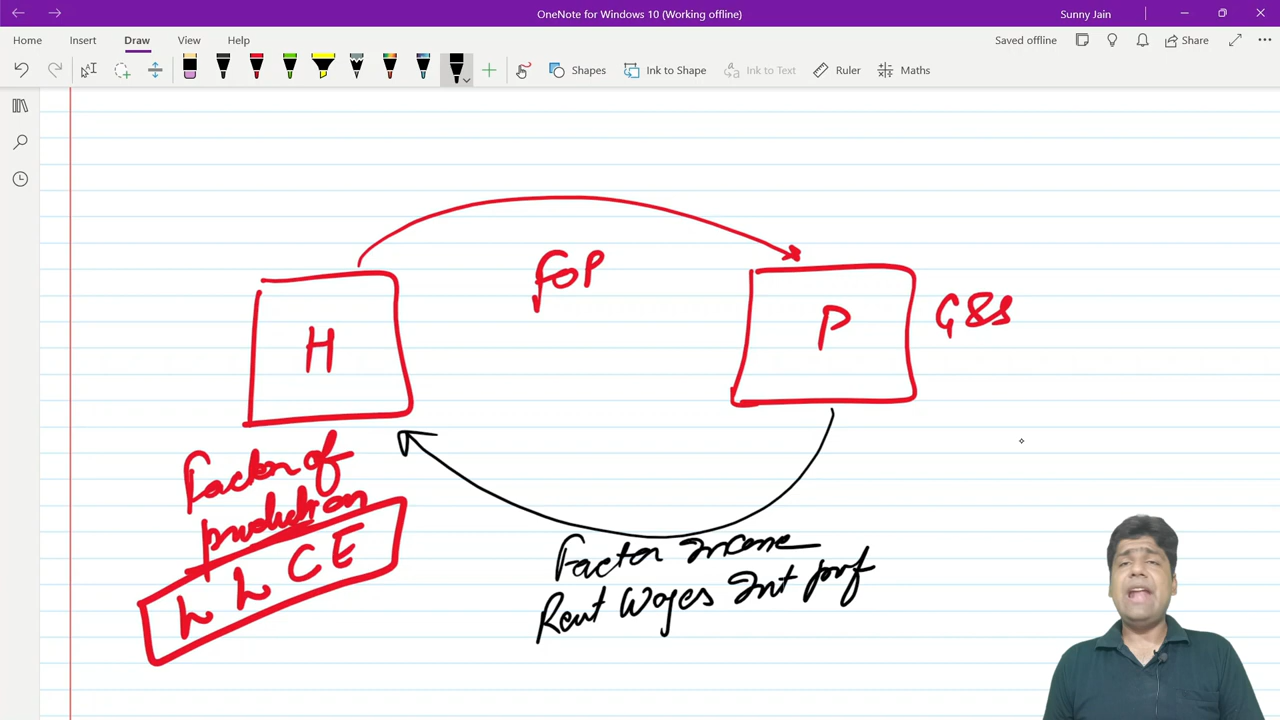 OneNote for Windows 10 (Working offline)
Sunny Jain
Home Insert Draw View Help
Saved offline
Share
Shapes
Ink to Shape
Ink to Text
Ruler
Maths
FOP
H
P
G&S
Factor of
production
L L C E
Factor Income
Rent Wages Int prof